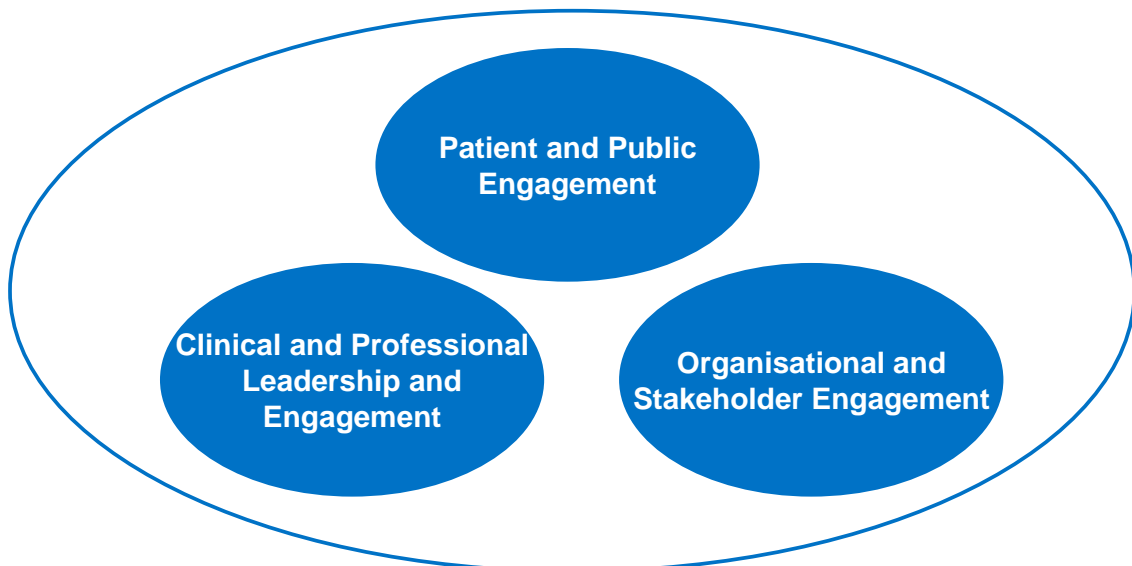 Patient and Public
Engagement
Clinical and Professional
Leadership and
Engagement
Organisational and
Stakeholder Engagement